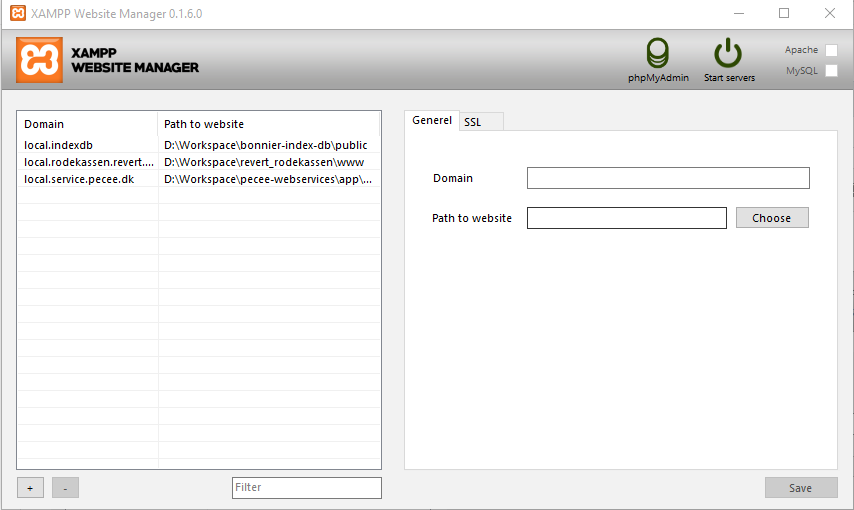 XAMPP Website Manager 0.1.6.0
XAMPP
WEBSITE MANAGER
phpMyAdmin
Start servers
Apache
MySQL
Domain Path to website
local.indexdb D:\Workspace\bonnier-index-db\public
local.rodekassen.revert.... D:\Workspace\revert_rodekassen\www
local.service.pecee.dk D:\Workspace\pecee-webservices\app\...
+ -
Filter
Generel SSL
Domain
Path to website Choose
Save